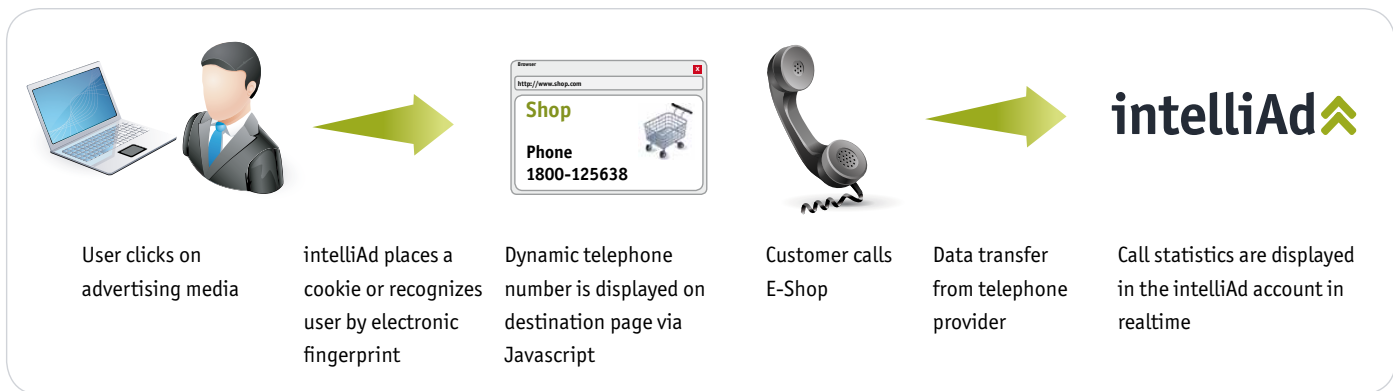 Browser
X
http://www.shop.com
Shop
Phone
1800-125638
intelliAd
User clicks on
advertising media
intelliAd places a
cookie or recognizes
user by electronic
fingerprint
Dynamic telephone
number is displayed on
destination page via
Javascript
Customer calls
E-Shop
Data transfer
from telephone
provider
Call statistics are displayed
in the intelliAd account in
realtime